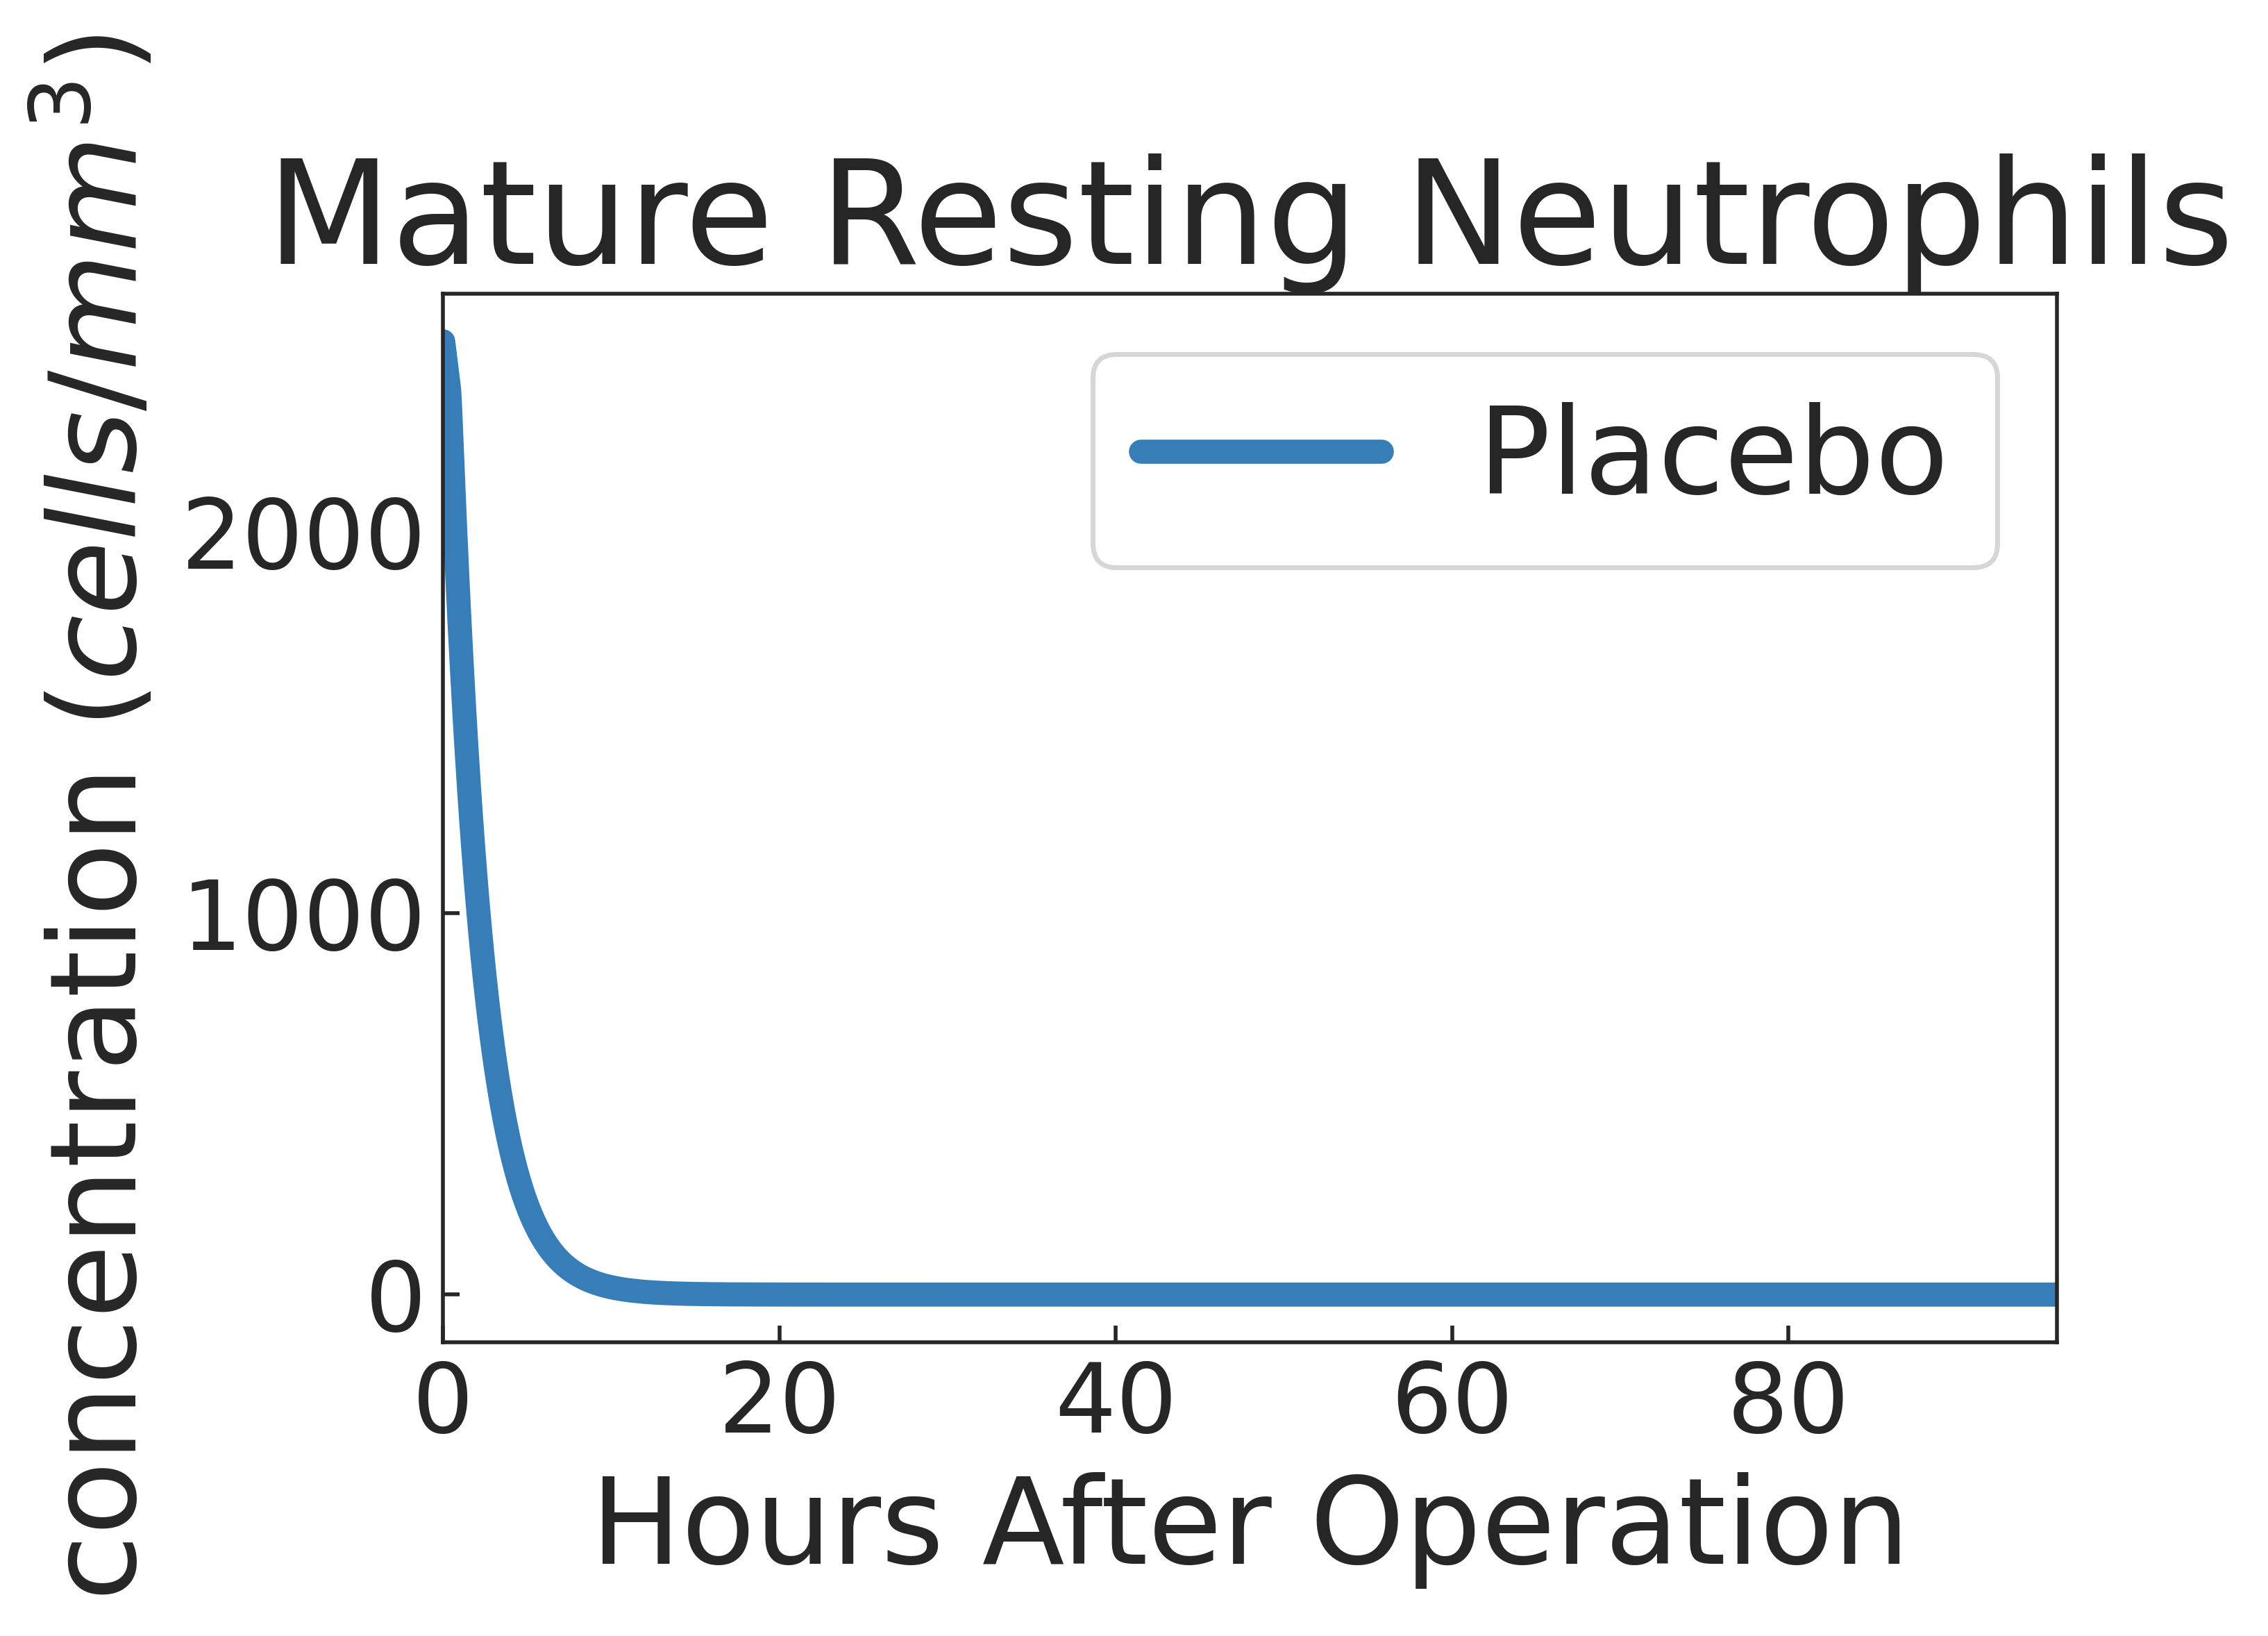 Mature Resting Neutrophils
concentration (cells/mm³)
Placebo
2000
1000
0
0 20 40 60 80
Hours After Operation